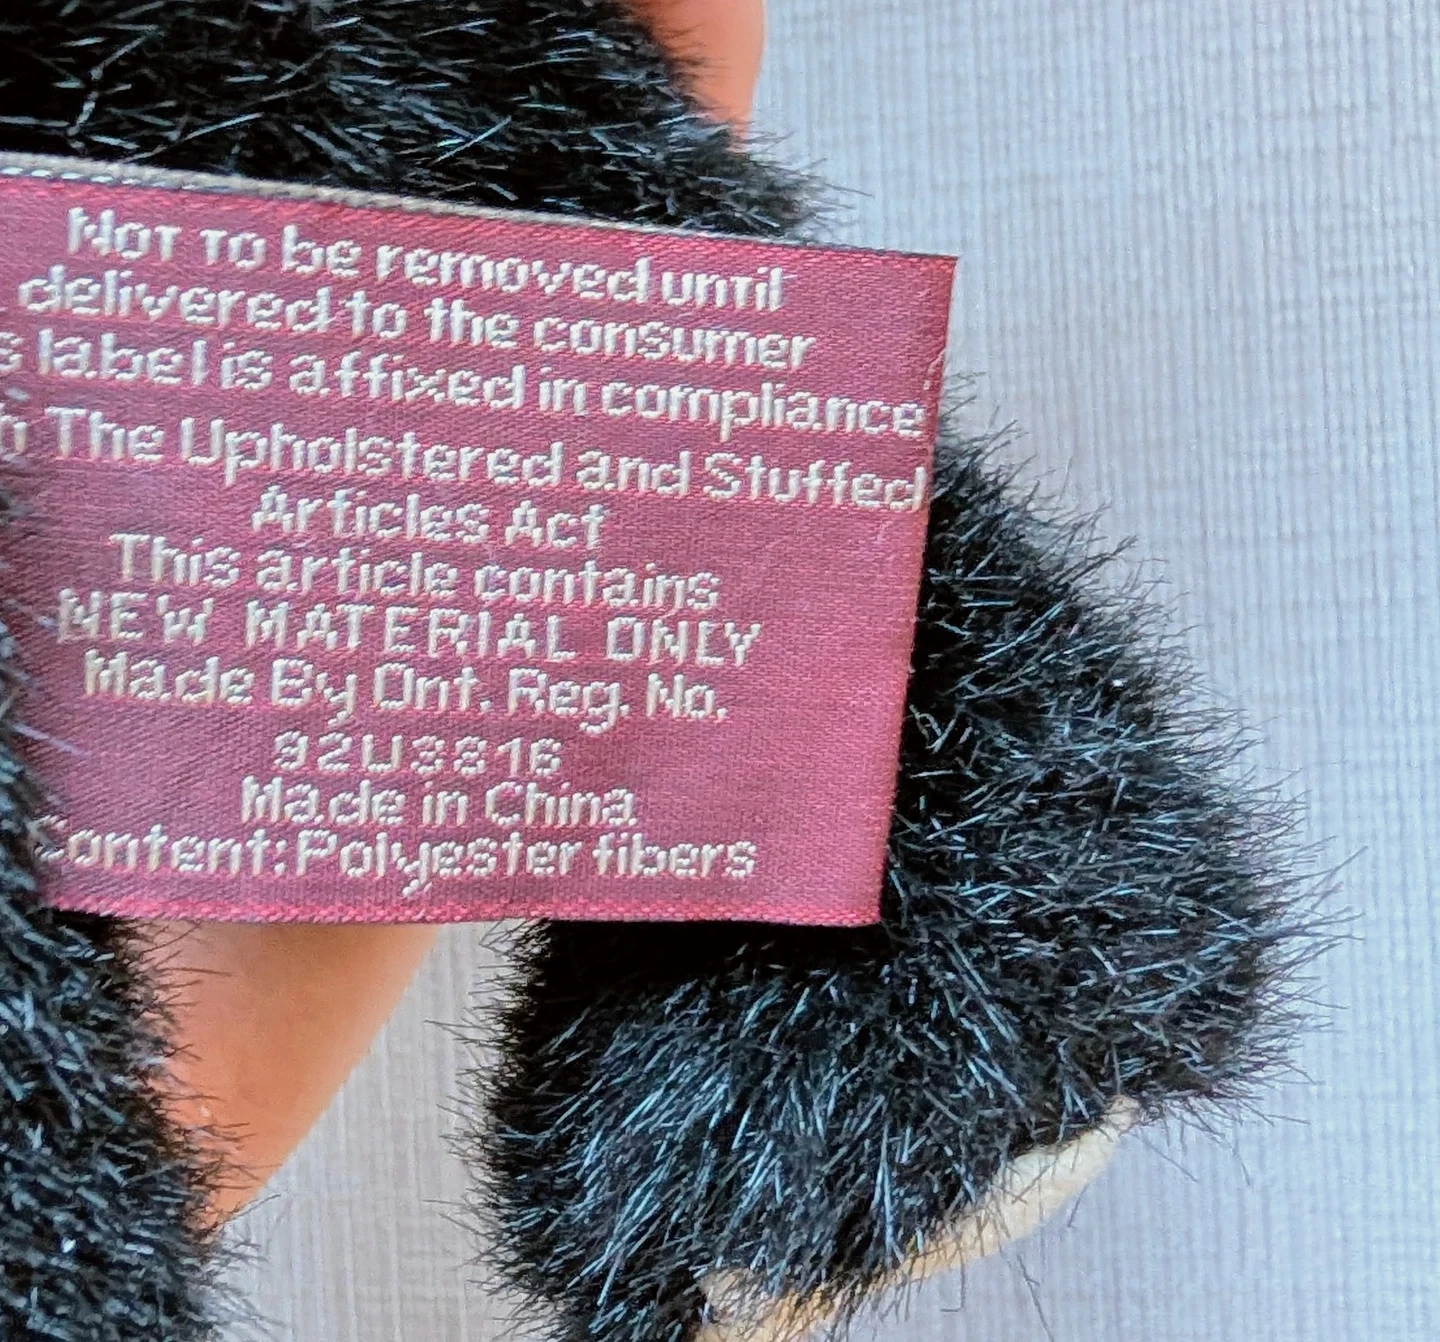 Not to be removed until
delivered to the consumer
s label is affixed in compliance
h The Upholstered and Stuffed
Articles Act
This article contains
NEW MATERIAL ONLY
Made By Ont. Reg. No.
92U3816
Made in China
Content:Polyester fibers